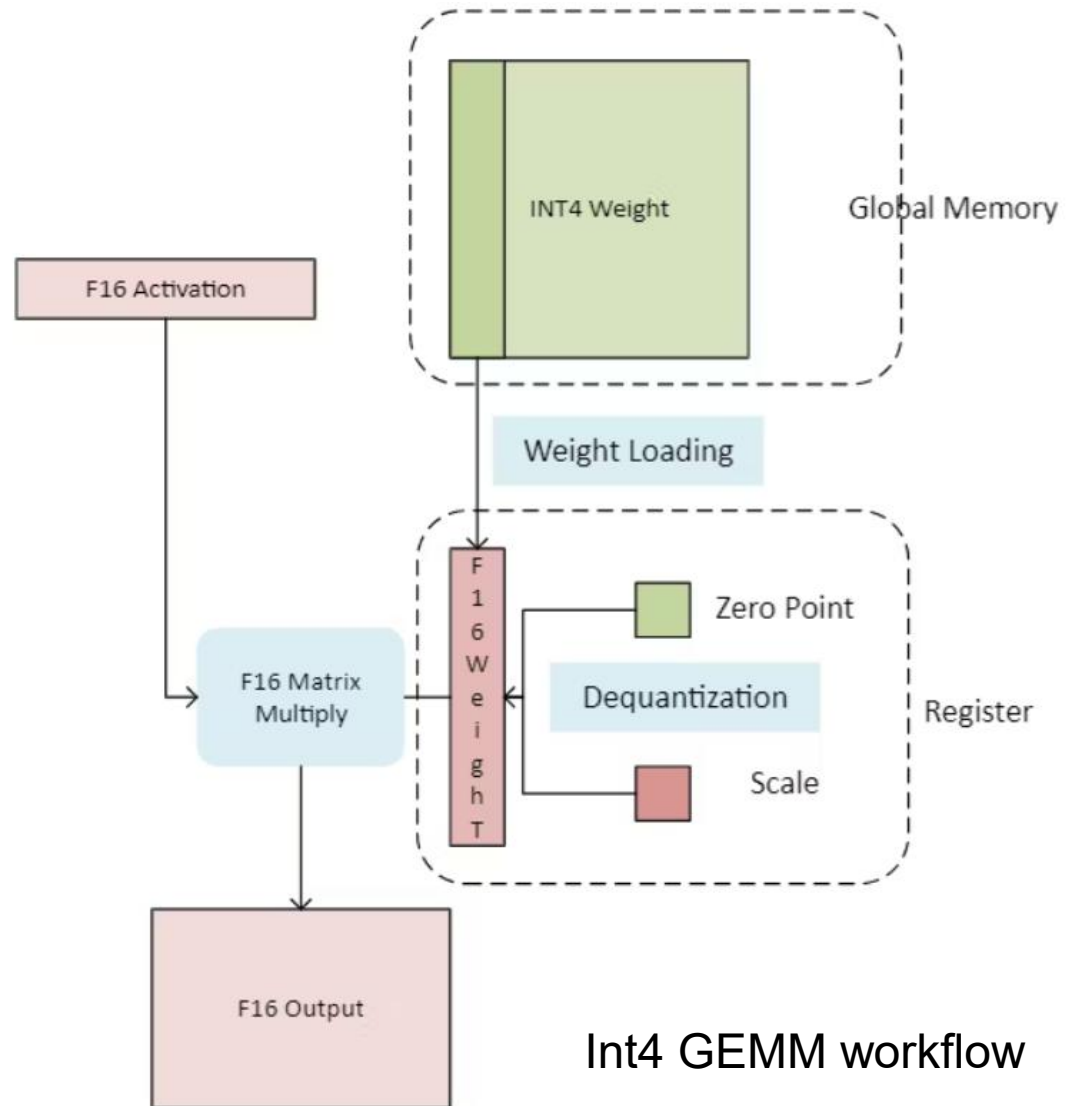 INT4 Weight
Global Memory
F16 Activation
Weight Loading
F
1
6
W
e
i
g
h
T
Zero Point
F16 Matrix
Multiply
Dequantization
Register
Scale
F16 Output
Int4 GEMM workflow